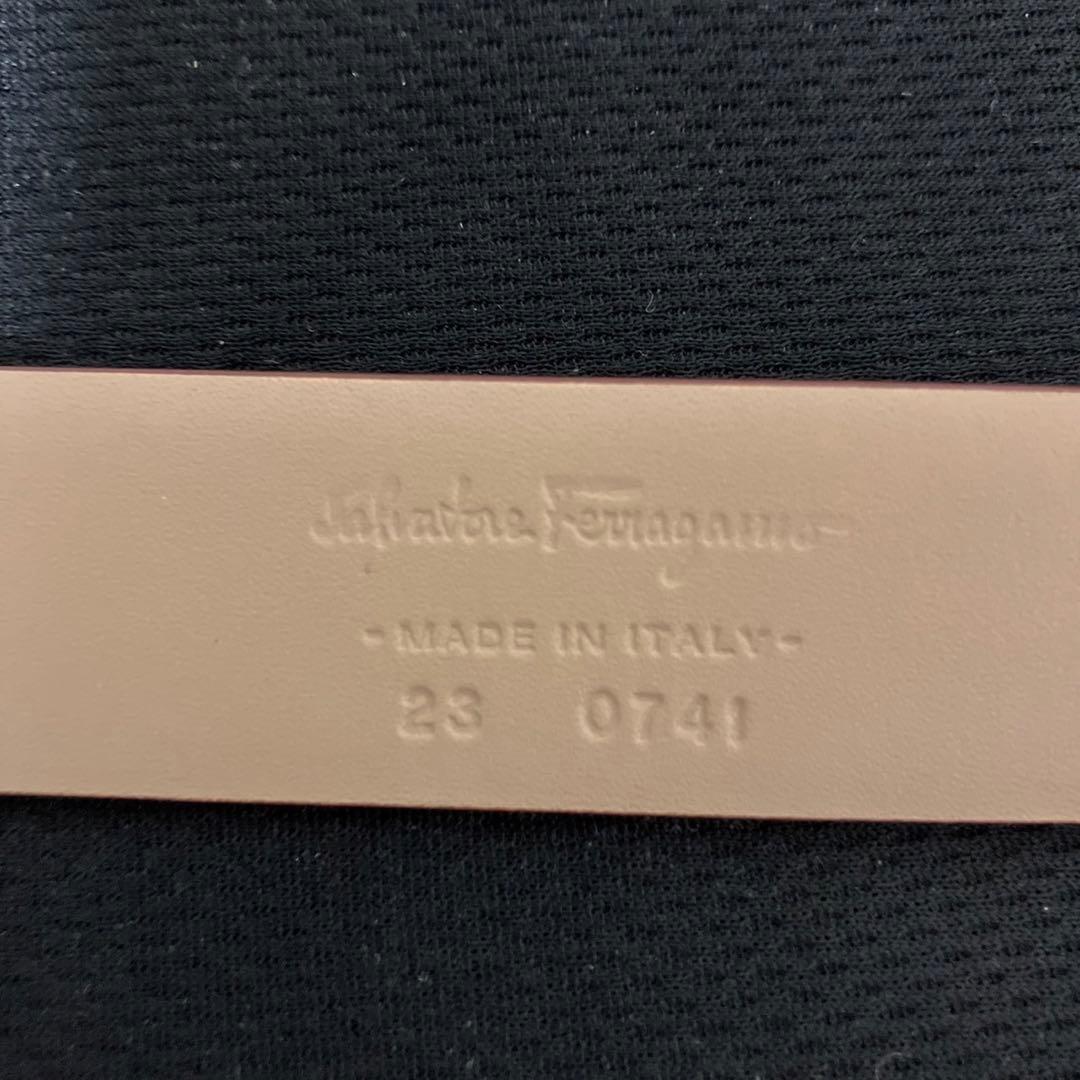 Salvatore Ferragamo
- MADE IN ITALY -
23 0741